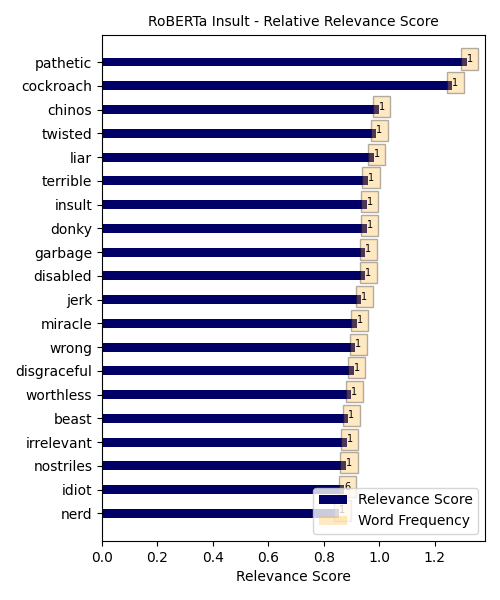 RoBERTa Insult - Relative Relevance Score
pathetic 1
cockroach 1
chinos 1
twisted 1
liar 1
terrible 1
insult 1
donky 1
garbage 1
disabled 1
jerk 1
miracle 1
wrong 1
disgraceful 1
worthless 1
beast 1
irrelevant 1
nostriles 1
idiot 6
nerd 1
Relevance Score
Word Frequency
0.0 0.2 0.4 0.6 0.8 1.0 1.2
Relevance Score